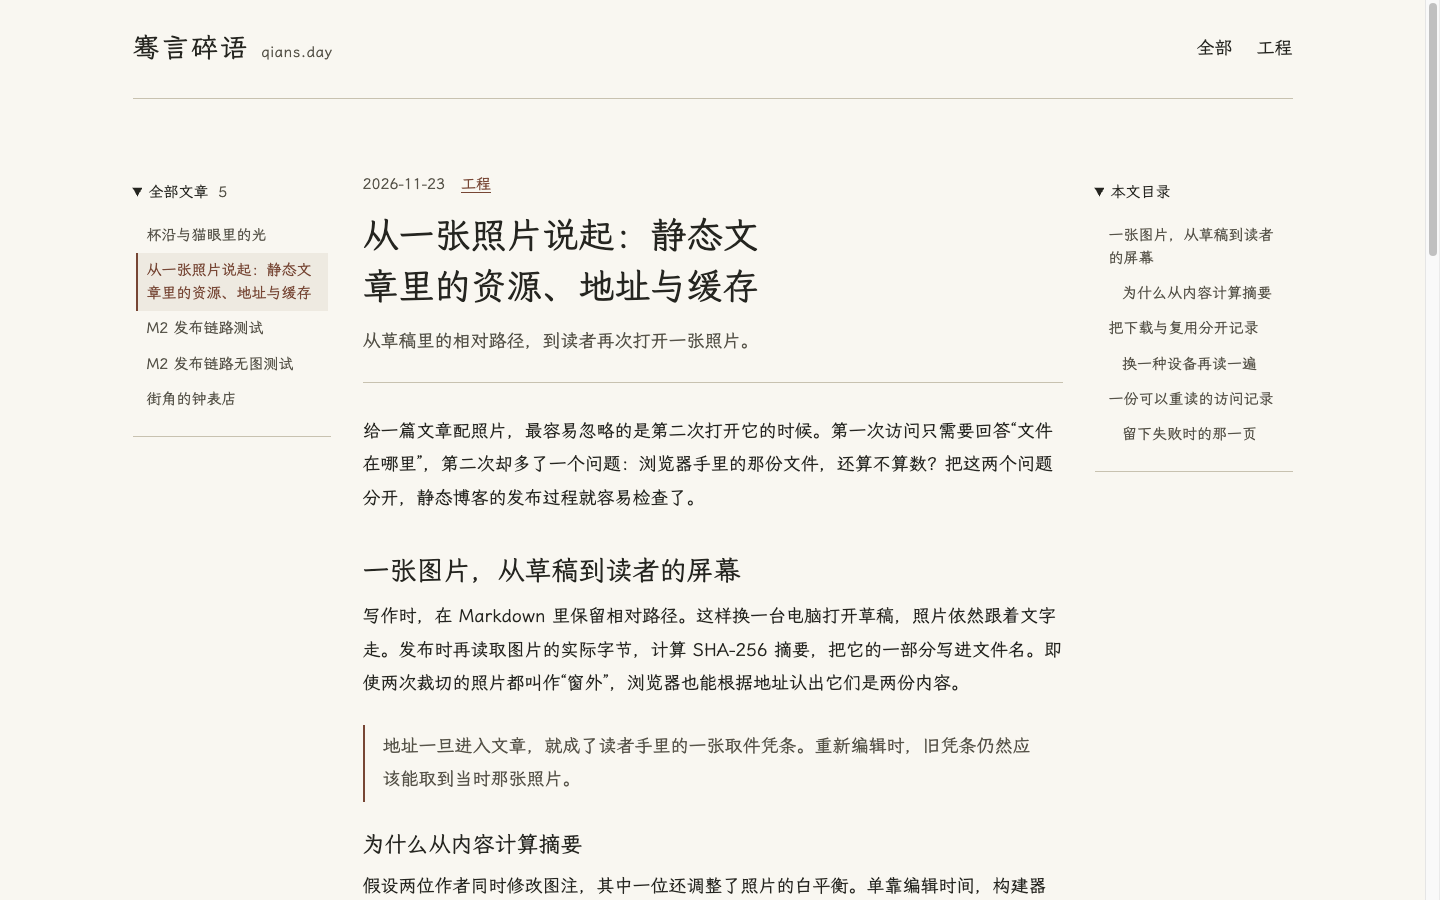 骞言碎语 qians.day
全部 工程
全部文章 5
杯沿与猫眼里的光
从一张照片说起：静态文
章里的资源、地址与缓存
M2 发布链路测试
M2 发布链路无图测试
街角的钟表店
2026-11-23 工程
从一张照片说起：静态文
章里的资源、地址与缓存
从草稿里的相对路径，到读者再次打开一张照片。
给一篇文章配照片，最容易忽略的是第二次打开它的时候。第一次访问只需要回答“文件
在哪里”，第二次却多了一个问题：浏览器手里的那份文件，还算不算数？把这两个问题
分开，静态博客的发布过程就容易检查了。
一张图片，从草稿到读者的屏幕
写作时，在 Markdown 里保留相对路径。这样换一台电脑打开草稿，照片依然跟着文字
走。发布时再读取图片的实际字节，计算 SHA-256 摘要，把它的一部分写进文件名。即
使两次裁切的照片都叫作“窗外”，浏览器也能根据地址认出它们是两份内容。
地址一旦进入文章，就成了读者手里的一张取件凭条。重新编辑时，旧凭条仍然应
该能取到当时那张照片。
为什么从内容计算摘要
假设两位作者同时修改图注，其中一位还调整了照片的白平衡。单靠编辑时间，构建器
本文目录
一张图片，从草稿到读者
的屏幕
为什么从内容计算摘要
把下载与复用分开记录
换一种设备再读一遍
一份可以重读的访问记录
留下失败时的那一页